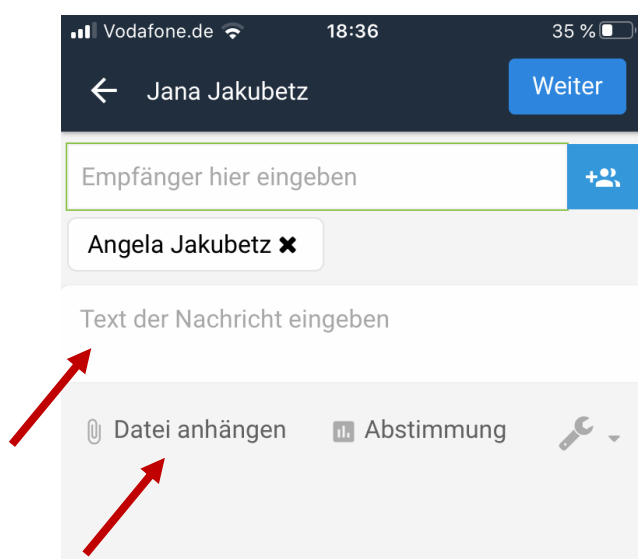 Vodafone.de 18:36 35 %
Jana Jakubetz Weiter
Empfänger hier eingeben
Angela Jakubetz ✖
Text der Nachricht eingeben
Datei anhängen Abstimmung